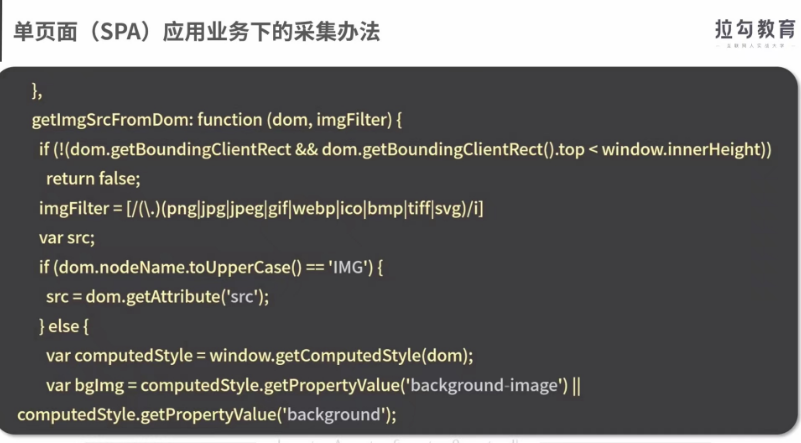 单页面（SPA）应用业务下的采集办法
拉勾教育
},
getImgSrcFromDom: function (dom, imgFilter) {
if (!(dom.getBoundingClientRect && dom.getBoundingClientRect().top < window.innerHeight))
return false;
imgFilter = [/(\.)(png|jpg|jpeg|gif|webp|ico|bmp|tiff|svg)/i]
var src;
if (dom.nodeName.toUpperCase() == 'IMG') {
src = dom.getAttribute('src');
} else {
var computedStyle = window.getComputedStyle(dom);
var bgImg = computedStyle.getPropertyValue('background-image') ||
computedStyle.getPropertyValue('background');